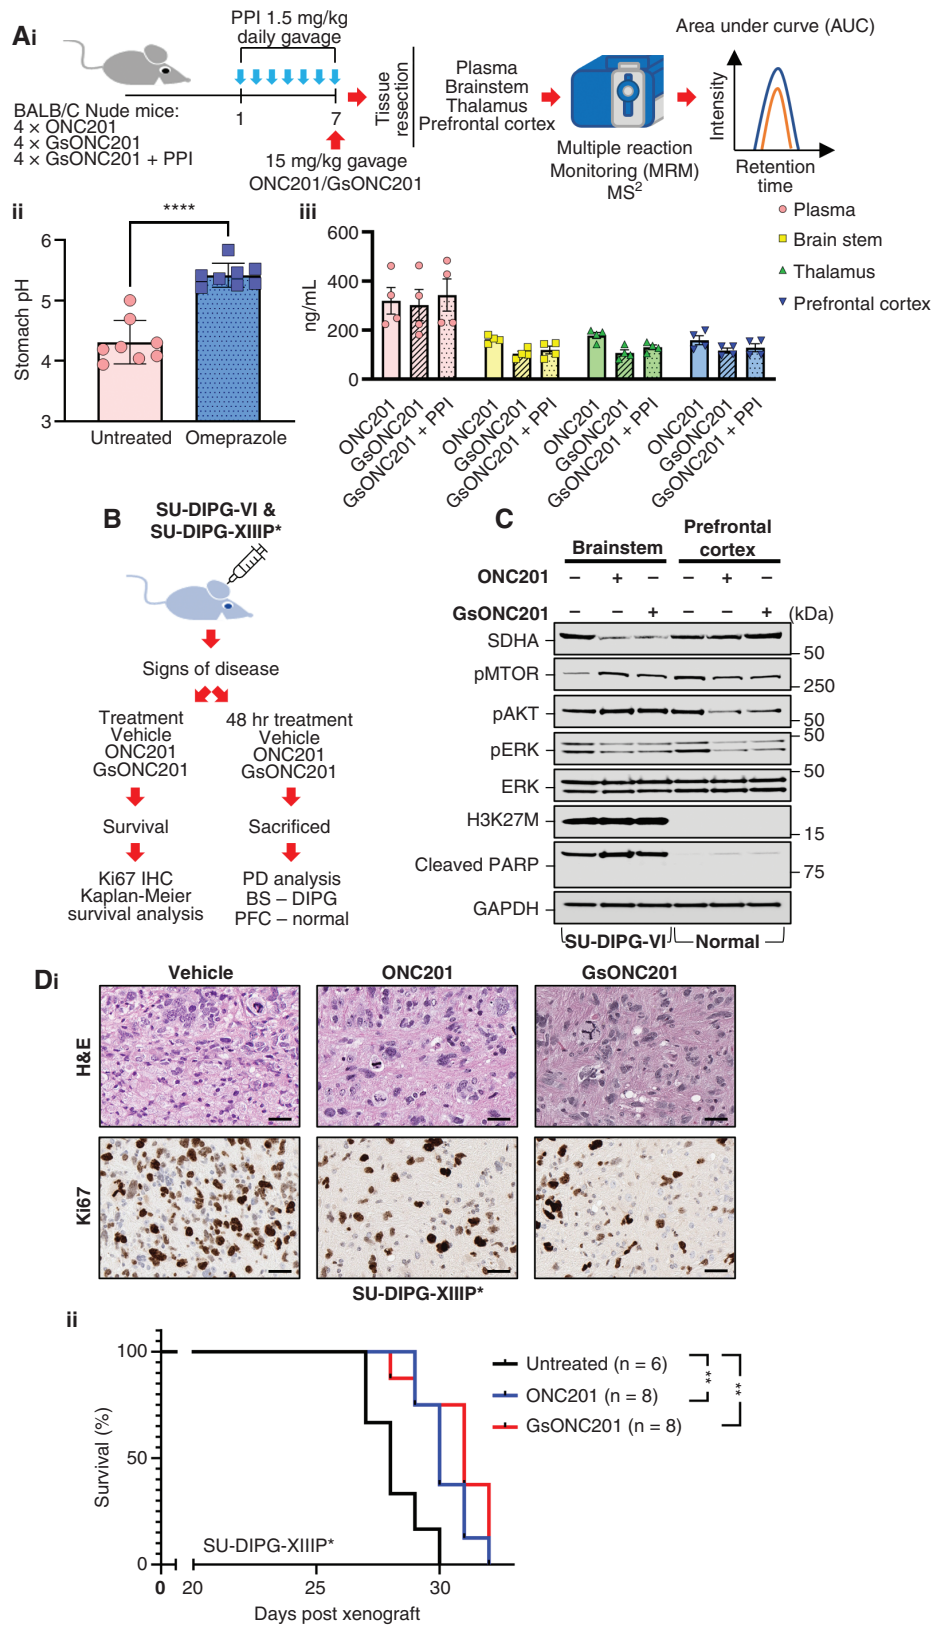 Ai
PPI 1.5 mg/kg
daily gavage
1
7
BALB/C Nude mice:
4 × ONC201
4 × GsONC201
4 × GsONC201 + PPI
15 mg/kg gavage
ONC201/GsONC201
Tissue
resection
Plasma
Brainstem
Thalamus
Prefrontal cortex
Multiple reaction
Monitoring (MRM)
MS²
Area under curve (AUC)
Intensity
Retention
time
ii
****
Stomach pH
6
5
4
3
Untreated
Omeprazole
iii
ng/mL
600
400
200
0
ONC201
GsONC201
GsONC201 + PPI
ONC201
GsONC201
GsONC201 + PPI
ONC201
GsONC201
GsONC201 + PPI
ONC201
GsONC201
GsONC201 + PPI
Plasma
Brain stem
Thalamus
Prefrontal cortex
B
SU-DIPG-VI &
SU-DIPG-XIIIP*
Signs of disease
Treatment
Vehicle
ONC201
GsONC201
Survival
Ki67 IHC
Kaplan-Meier
survival analysis
48 hr treatment
Vehicle
ONC201
GsONC201
Sacrificed
PD analysis
BS – DIPG
PFC – normal
C
Brainstem
Prefrontal
cortex
ONC201 – + – – + –
GsONC201 – – + – – + (kDa)
SDHA
50
pMTOR
250
pAKT
50
pERK
50
ERK
50
H3K27M
15
Cleaved PARP
75
GAPDH
SU-DIPG-VI
Normal
Di
Vehicle
ONC201
GsONC201
H&E
Ki67
SU-DIPG-XIIIP*
ii
Survival (%)
100
50
0
Untreated (n = 6)
ONC201 (n = 8)
GsONC201 (n = 8)
**
**
SU-DIPG-XIIIP*
0
20
25
30
Days post xenograft